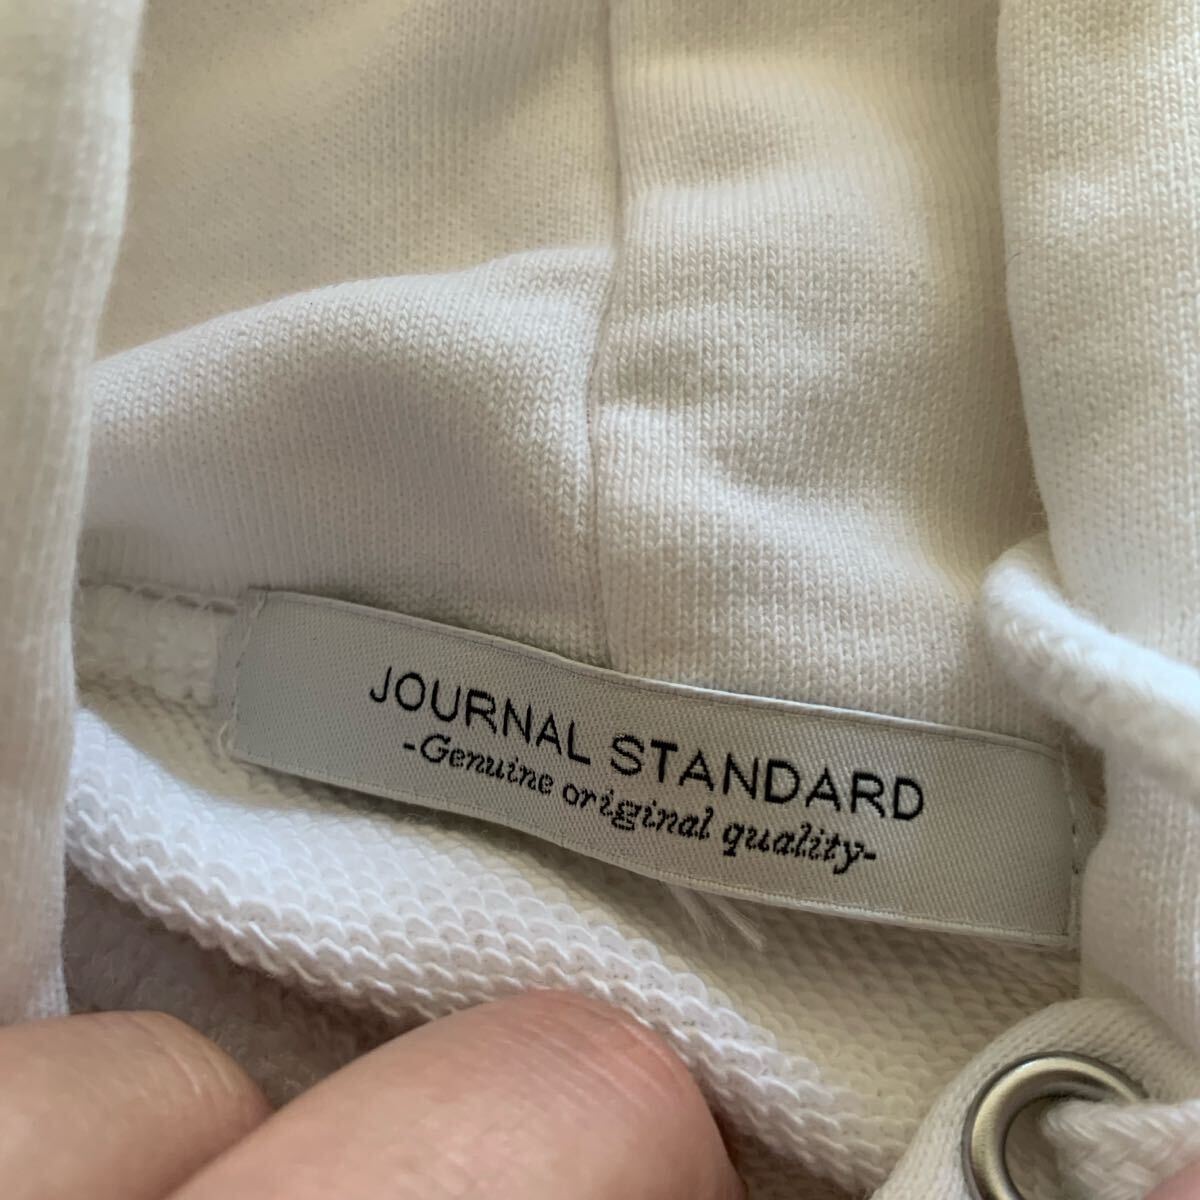 JOURNAL STANDARD
-Genuine original quality-